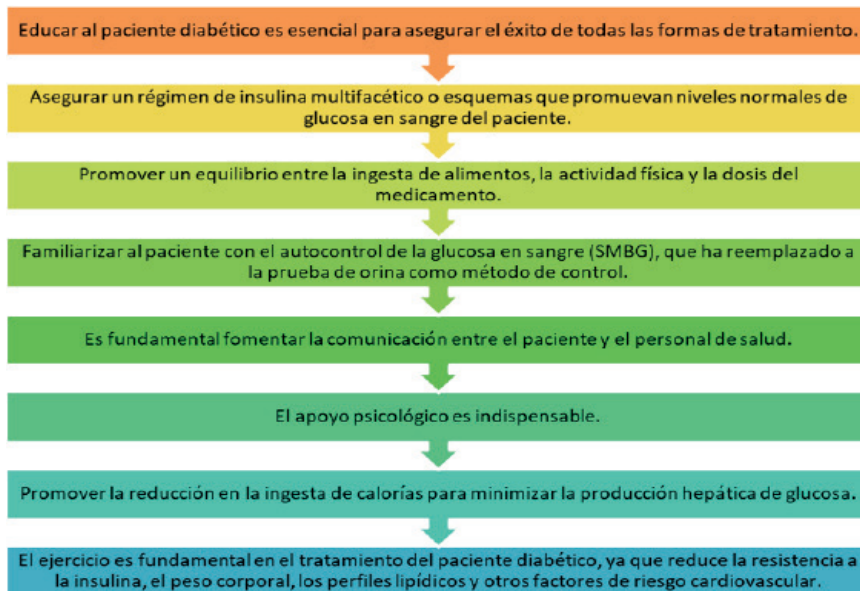 Educar al paciente diabético es esencial para asegurar el éxito de todas las formas de tratamiento.
Asegurar un régimen de insulina multifacético o esquemas que promuevan niveles normales de
glucosa en sangre del paciente.
Promover un equilibrio entre la ingesta de alimentos, la actividad física y la dosis del
medicamento.
Familiarizar al paciente con el autocontrol de la glucosa en sangre (SMBG), que ha reemplazado a
la prueba de orina como método de control.
Es fundamental fomentar la comunicación entre el paciente y el personal de salud.
El apoyo psicológico es indispensable.
Promover la reducción en la ingesta de calorías para minimizar la producción hepática de glucosa.
El ejercicio es fundamental en el tratamiento del paciente diabético, ya que reduce la resistencia a
la insulina, el peso corporal, los perfiles lipídicos y otros factores de riesgo cardiovascular.